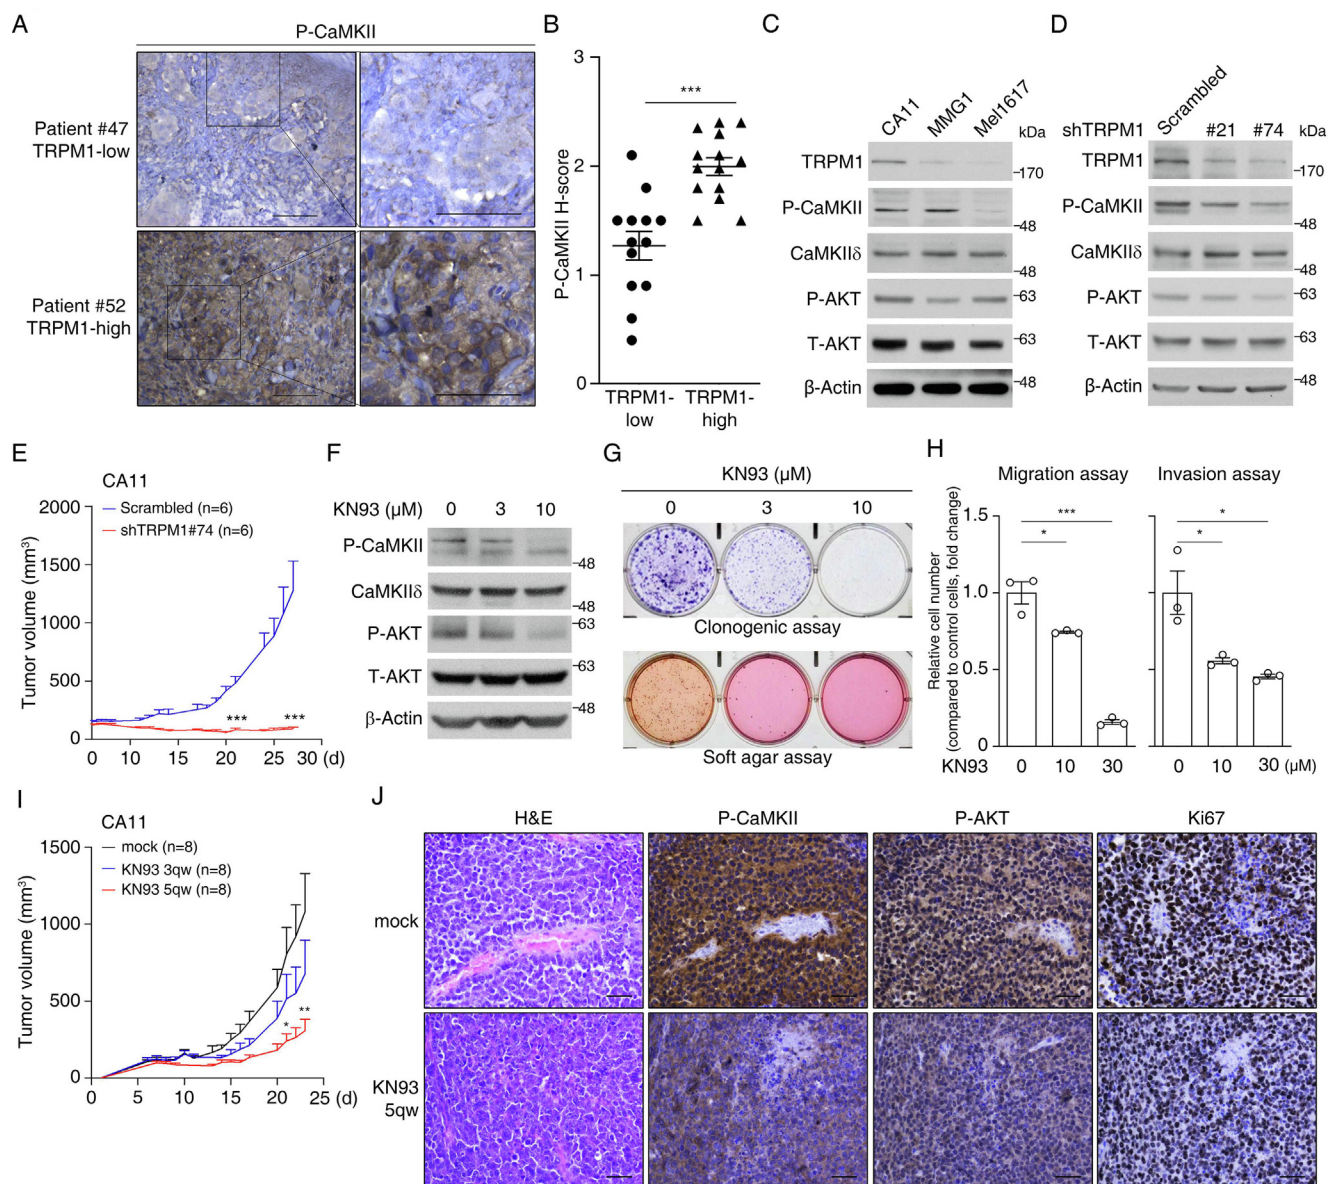 A
P-CaMKII
Patient #47
TRPM1-low
Patient #52
TRPM1-high
B
P-CaMKII H-score
3
2
1
0
***
TRPM1-
low
TRPM1-
high
C
CA11
MMG1
Mel1617
kDa
TRPM1
–170
P-CaMKII
–48
CaMKIIδ
–48
P-AKT
–63
T-AKT
–63
β-Actin
–48
D
shTRPM1
Scrambled
#21
#74
kDa
TRPM1
–170
P-CaMKII
–48
CaMKIIδ
–48
P-AKT
–63
T-AKT
–63
β-Actin
–48
E
CA11
Scrambled (n=6)
shTRPM1#74 (n=6)
Tumor volume (mm³)
2000
1500
1000
500
0
*** ***
0 5 10 15 20 25 30 (d)
F
KN93 (µM) 0 3 10
P-CaMKII
–48
CaMKIIδ
–48
P-AKT
–63
T-AKT
–63
β-Actin
–48
G
KN93 (µM)
0 3 10
Clonogenic assay
Soft agar assay
H
Migration assay
Invasion assay
Relative cell number
(compared to control cells, fold change)
1.5
1.0
0.5
0
***
*
*
*
KN93 0 10 30 0 10 30 (µM)
I
CA11
mock (n=8)
KN93 3qw (n=8)
KN93 5qw (n=8)
Tumor volume (mm³)
1500
1000
500
0
* **
0 5 10 15 20 25 (d)
J
H&E
P-CaMKII
P-AKT
Ki67
mock
KN93
5qw